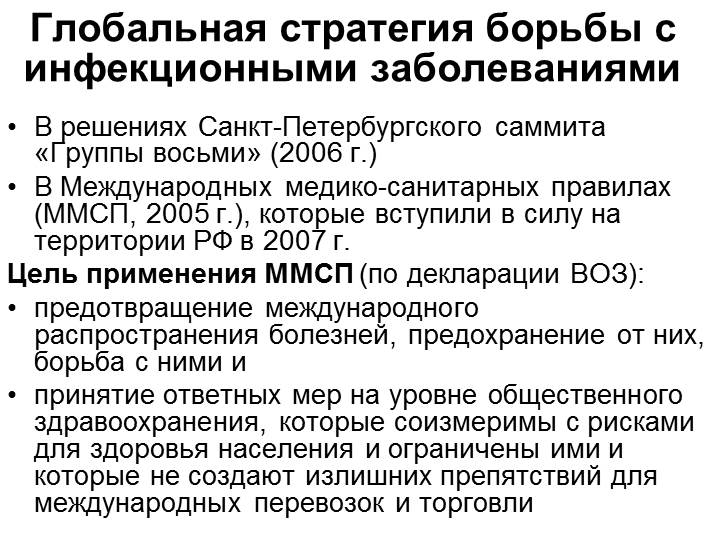 Глобальная стратегия борьбы с
инфекционными заболеваниями
• В решениях Санкт-Петербургского саммита
«Группы восьми» (2006 г.)
• В Международных медико-санитарных правилах
(ММСП, 2005 г.), которые вступили в силу на
территории РФ в 2007 г.
Цель применения ММСП (по декларации ВОЗ):
• предотвращение международного
распространения болезней, предохранение от них,
борьба с ними и
• принятие ответных мер на уровне общественного
здравоохранения, которые соизмеримы с рисками
для здоровья населения и ограничены ими и
которые не создают излишних препятствий для
международных перевозок и торговли